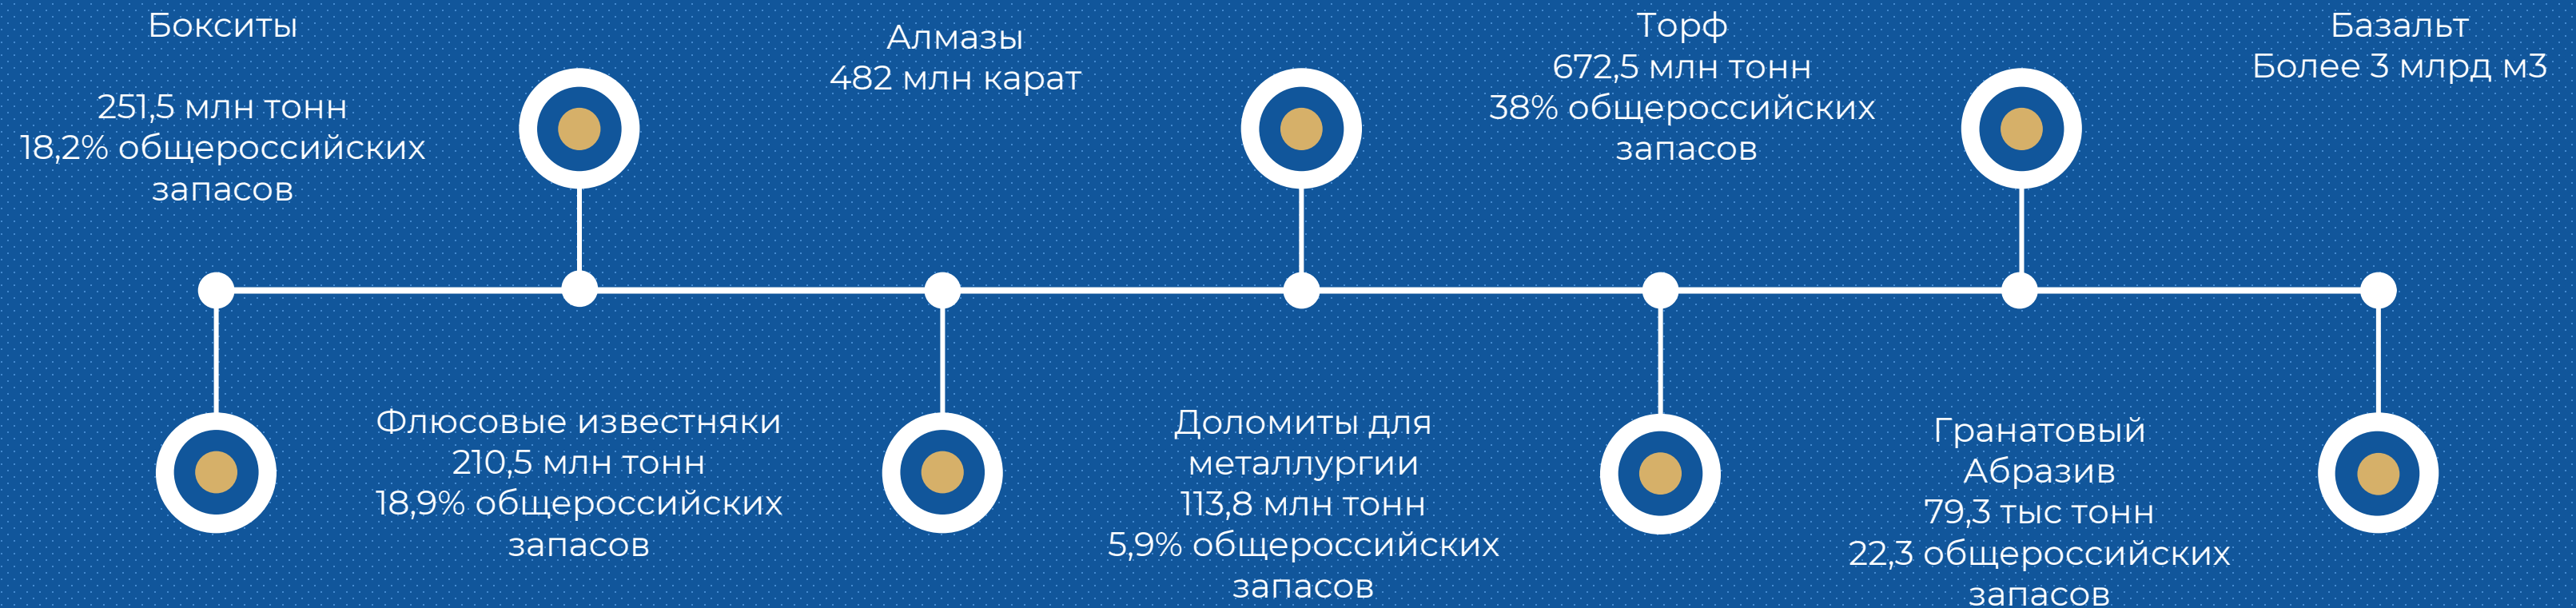 Бокситы
251,5 млн тонн
18,2% общероссийских
запасов
Флюсовые известняки
210,5 млн тонн
18,9% общероссийских
запасов
Алмазы
482 млн карат
Доломиты для
металлургии
113,8 млн тонн
5,9% общероссийских
запасов
Торф
672,5 млн тонн
38% общероссийских
запасов
Гранатовый
Абразив
79,3 тыс тонн
22,3 общероссийских
запасов
Базальт
Более 3 млрд м3